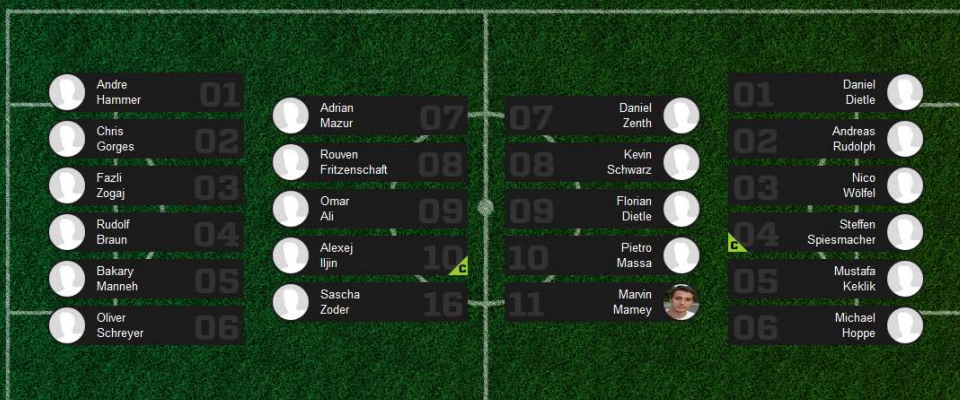 Andre
Hammer
01
Chris
Gorges
02
Fazli
Zogaj
03
Rudolf
Braun
04
Bakary
Manneh
05
Oliver
Schreyer
06
Adrian
Mazur
07
Rouven
Fritzenschaft
08
Omar
Ali
09
Alexej
Iljin
10
C
Sascha
Zoder
16
07
Daniel
Zenth
08
Kevin
Schwarz
09
Florian
Dietle
10
Pietro
Massa
11
Marvin
Mamey
01
Daniel
Dietle
02
Andreas
Rudolph
03
Nico
Wölfel
04
C
Steffen
Spiesmacher
05
Mustafa
Keklik
06
Michael
Hoppe